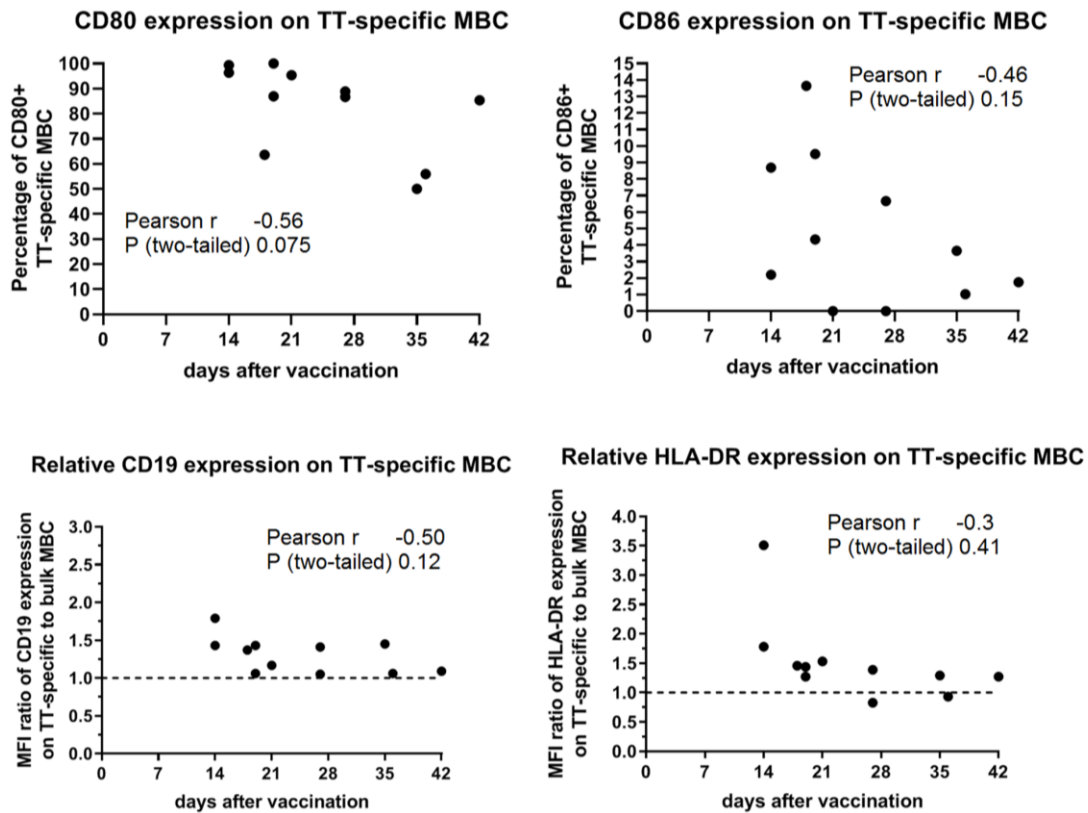 CD80 expression on TT-specific MBC
Percentage of CD80+
TT-specific MBC
100
90
80
70
60
50
40
30
20
10
0
Pearson r -0.56
P (two-tailed) 0.075
0 7 14 21 28 35 42
days after vaccination
CD86 expression on TT-specific MBC
Percentage of CD86+
TT-specific MBC
15
14
13
12
11
10
9
8
7
6
5
4
3
2
1
0
Pearson r -0.46
P (two-tailed) 0.15
0 7 14 21 28 35 42
days after vaccination
Relative CD19 expression on TT-specific MBC
MFI ratio of CD19 expression
on TT-specific to bulk MBC
3.0
2.5
2.0
1.5
1.0
0.5
0.0
Pearson r -0.50
P (two-tailed) 0.12
0 7 14 21 28 35 42
days after vaccination
Relative HLA-DR expression on TT-specific MBC
MFI ratio of HLA-DR expression
on TT-specific to bulk MBC
4.0
3.5
3.0
2.5
2.0
1.5
1.0
0.5
0.0
Pearson r -0.3
P (two-tailed) 0.41
0 7 14 21 28 35 42
days after vaccination